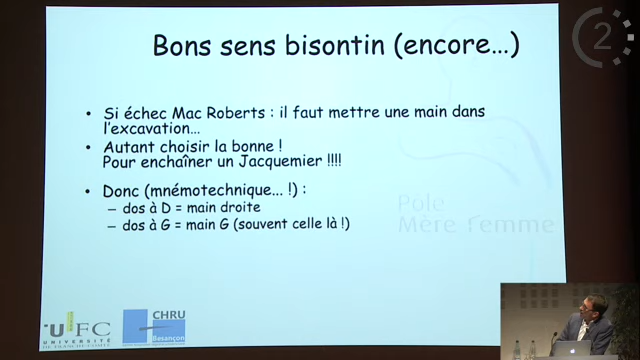 Bons sens bisontin (encore...)
• Si échec Mac Roberts : il faut mettre une main dans
l'excavation...
• Autant choisir la bonne !
Pour enchaîner un Jacquemier !!!!
• Donc (mnémotechnique... !) :
– dos à D = main droite
– dos à G = main G (souvent celle là !)
Pôle
Mère Femme
UFC
UNIVERSITÉ
CHRU
Besançon
2